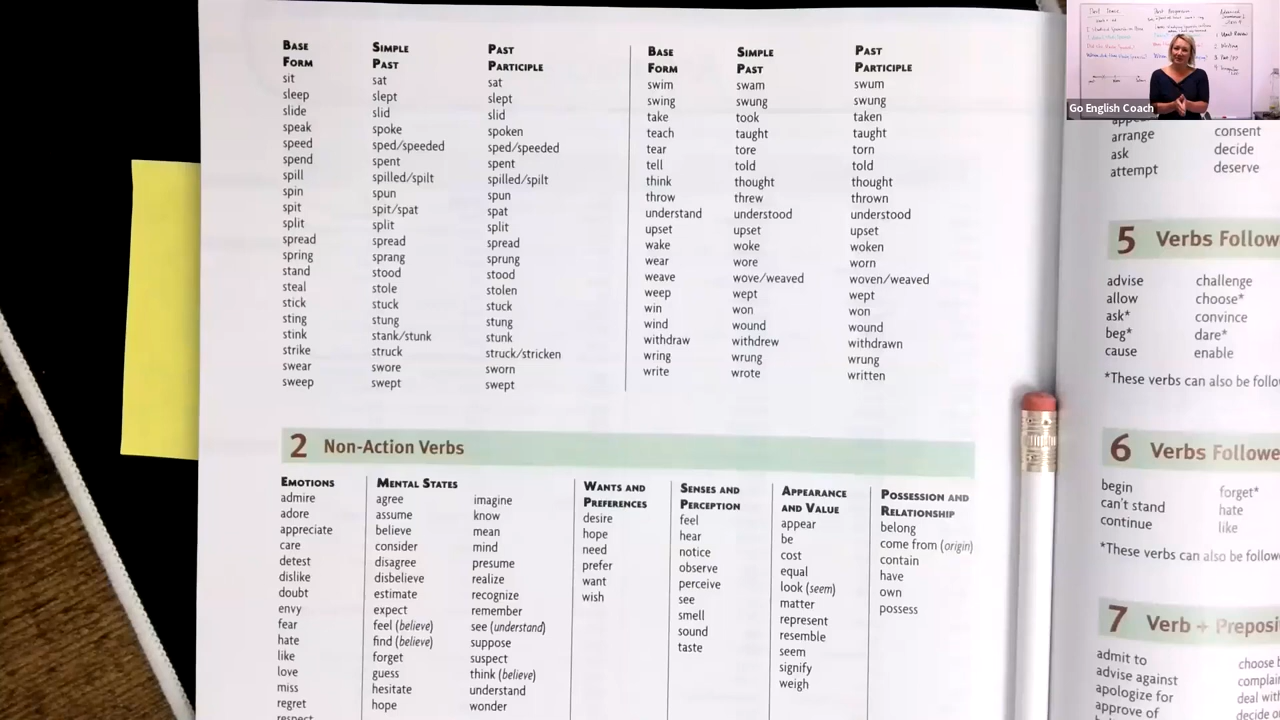 BASE FORM SIMPLE PAST PAST PARTICIPLE
sit sat sat
sleep slept slept
slide slid slid
speak spoke spoken
speed sped/speeded sped/speeded
spend spent spent
spill spilled/spilt spilled/spilt
spin spun spun
spit spit/spat spat
split split split
spread spread spread
spring sprang sprung
stand stood stood
steal stole stolen
stick stuck stuck
sting stung stung
stink stank/stunk stunk
strike struck struck/stricken
swear swore sworn
sweep swept swept
BASE FORM SIMPLE PAST PAST PARTICIPLE
swim swam swum
swing swung swung
take took taken
teach taught taught
tear tore torn
tell told told
think thought thought
throw threw thrown
understand understood understood
upset upset upset
wake woke woken
wear wore worn
weave wove/weaved woven/weaved
weep wept wept
win won won
wind wound wound
withdraw withdrew withdrawn
wring wrung wrung
write wrote written
2 Non-Action Verbs
EMOTIONS
admire
adore
appreciate
care
detest
dislike
doubt
envy
fear
hate
like
love
miss
regret
respect
MENTAL STATES
agree imagine
assume know
believe mean
consider mind
disagree presume
disbelieve realize
estimate recognize
expect remember
feel (believe) see (understand)
find (believe) suppose
forget suspect
guess think (believe)
hesitate understand
hope wonder
WANTS AND
PREFERENCES
desire
hope
need
prefer
want
wish
SENSES AND
PERCEPTION
feel
hear
notice
observe
perceive
see
smell
sound
taste
APPEARANCE
AND VALUE
appear
be
cost
equal
look (seem)
matter
represent
resemble
seem
signify
weigh
POSSESSION AND
RELATIONSHIP
belong
come from (origin)
contain
have
own
possess
Go English Coach
arrange consent
ask decide
attempt deserve
5 Verbs Follow
advise challenge
allow choose*
ask* convince
beg* dare*
cause enable
*These verbs can also be follo
6 Verbs Followe
begin forget*
can't stand hate
continue like
*These verbs can also be follow
7 Verb + Preposi
admit to choose b
advise against complai
apologize for deal wit
approve of decide o